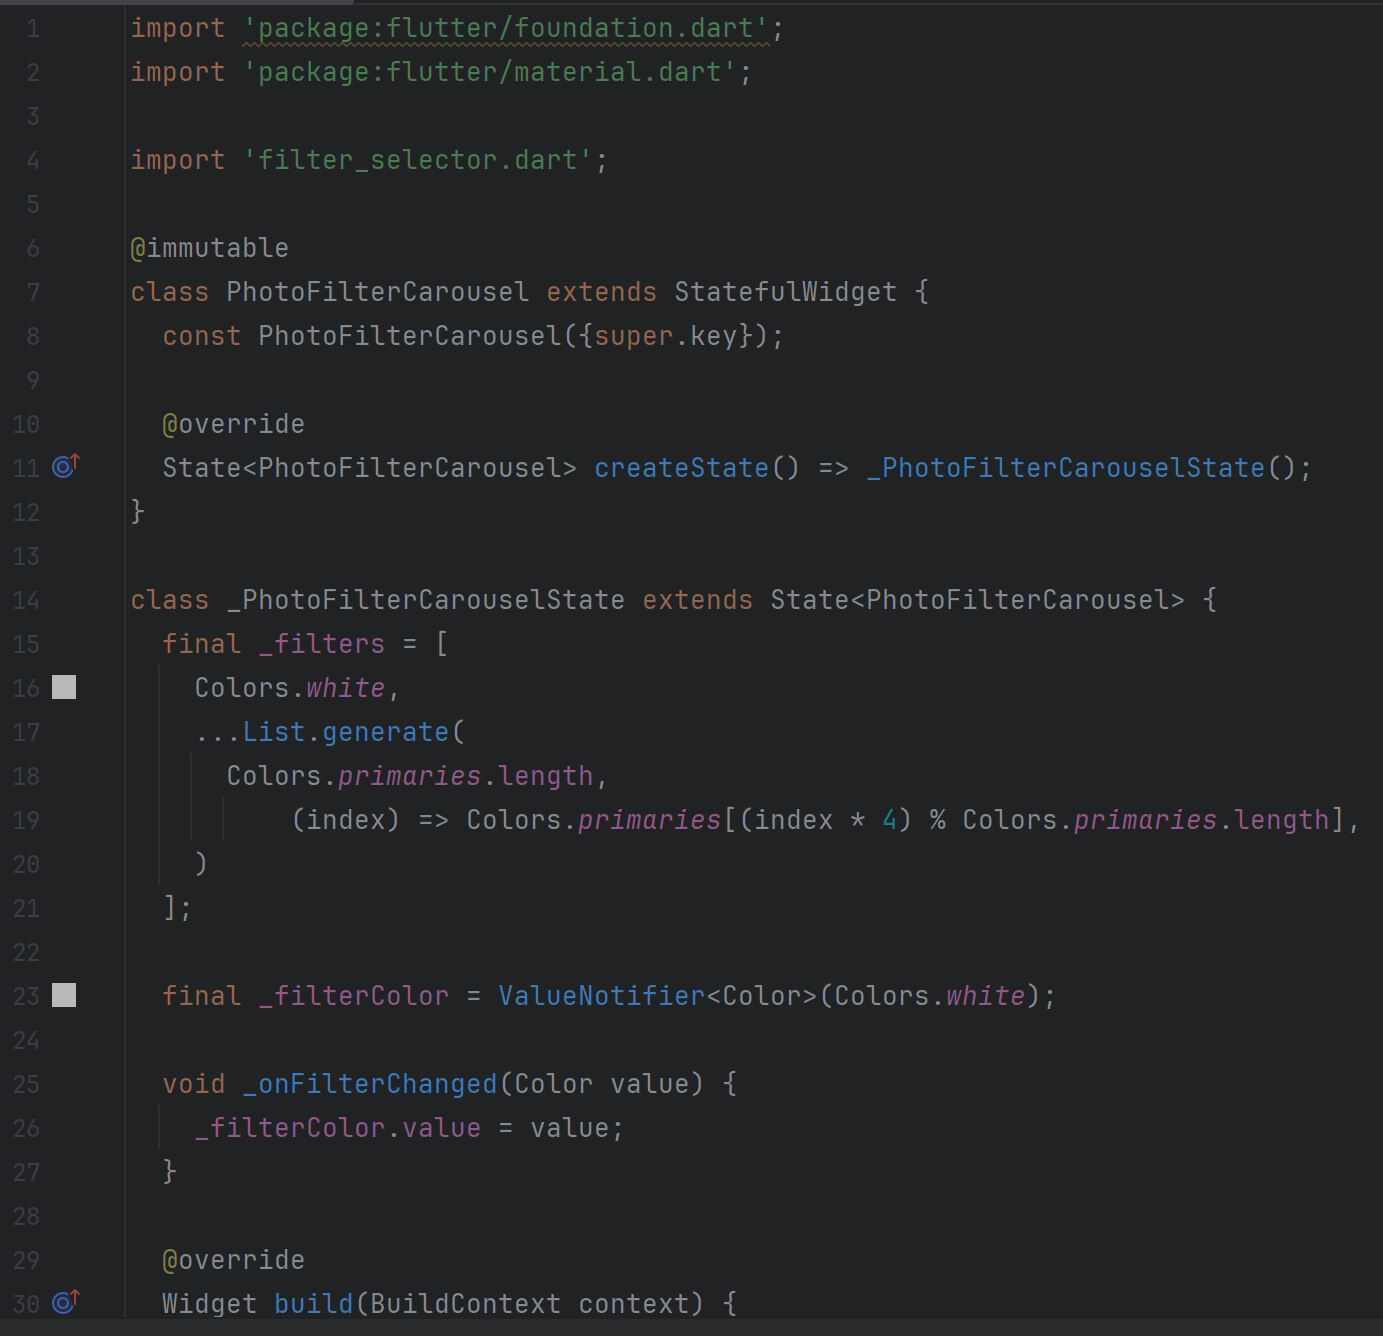 1 import 'package:flutter/foundation.dart';
2 import 'package:flutter/material.dart';
3
4 import 'filter_selector.dart';
5
6 @immutable
7 class PhotoFilterCarousel extends StatefulWidget {
8   const PhotoFilterCarousel({super.key});
9
10   @override
11   State<PhotoFilterCarousel> createState() => _PhotoFilterCarouselState();
12 }
13
14 class _PhotoFilterCarouselState extends State<PhotoFilterCarousel> {
15   final _filters = [
16     Colors.white,
17     ...List.generate(
18       Colors.primaries.length,
19           (index) => Colors.primaries[(index * 4) % Colors.primaries.length],
20     )
21   ];
22
23   final _filterColor = ValueNotifier<Color>(Colors.white);
24
25   void _onFilterChanged(Color value) {
26     _filterColor.value = value;
27   }
28
29   @override
30   Widget build(BuildContext context) {